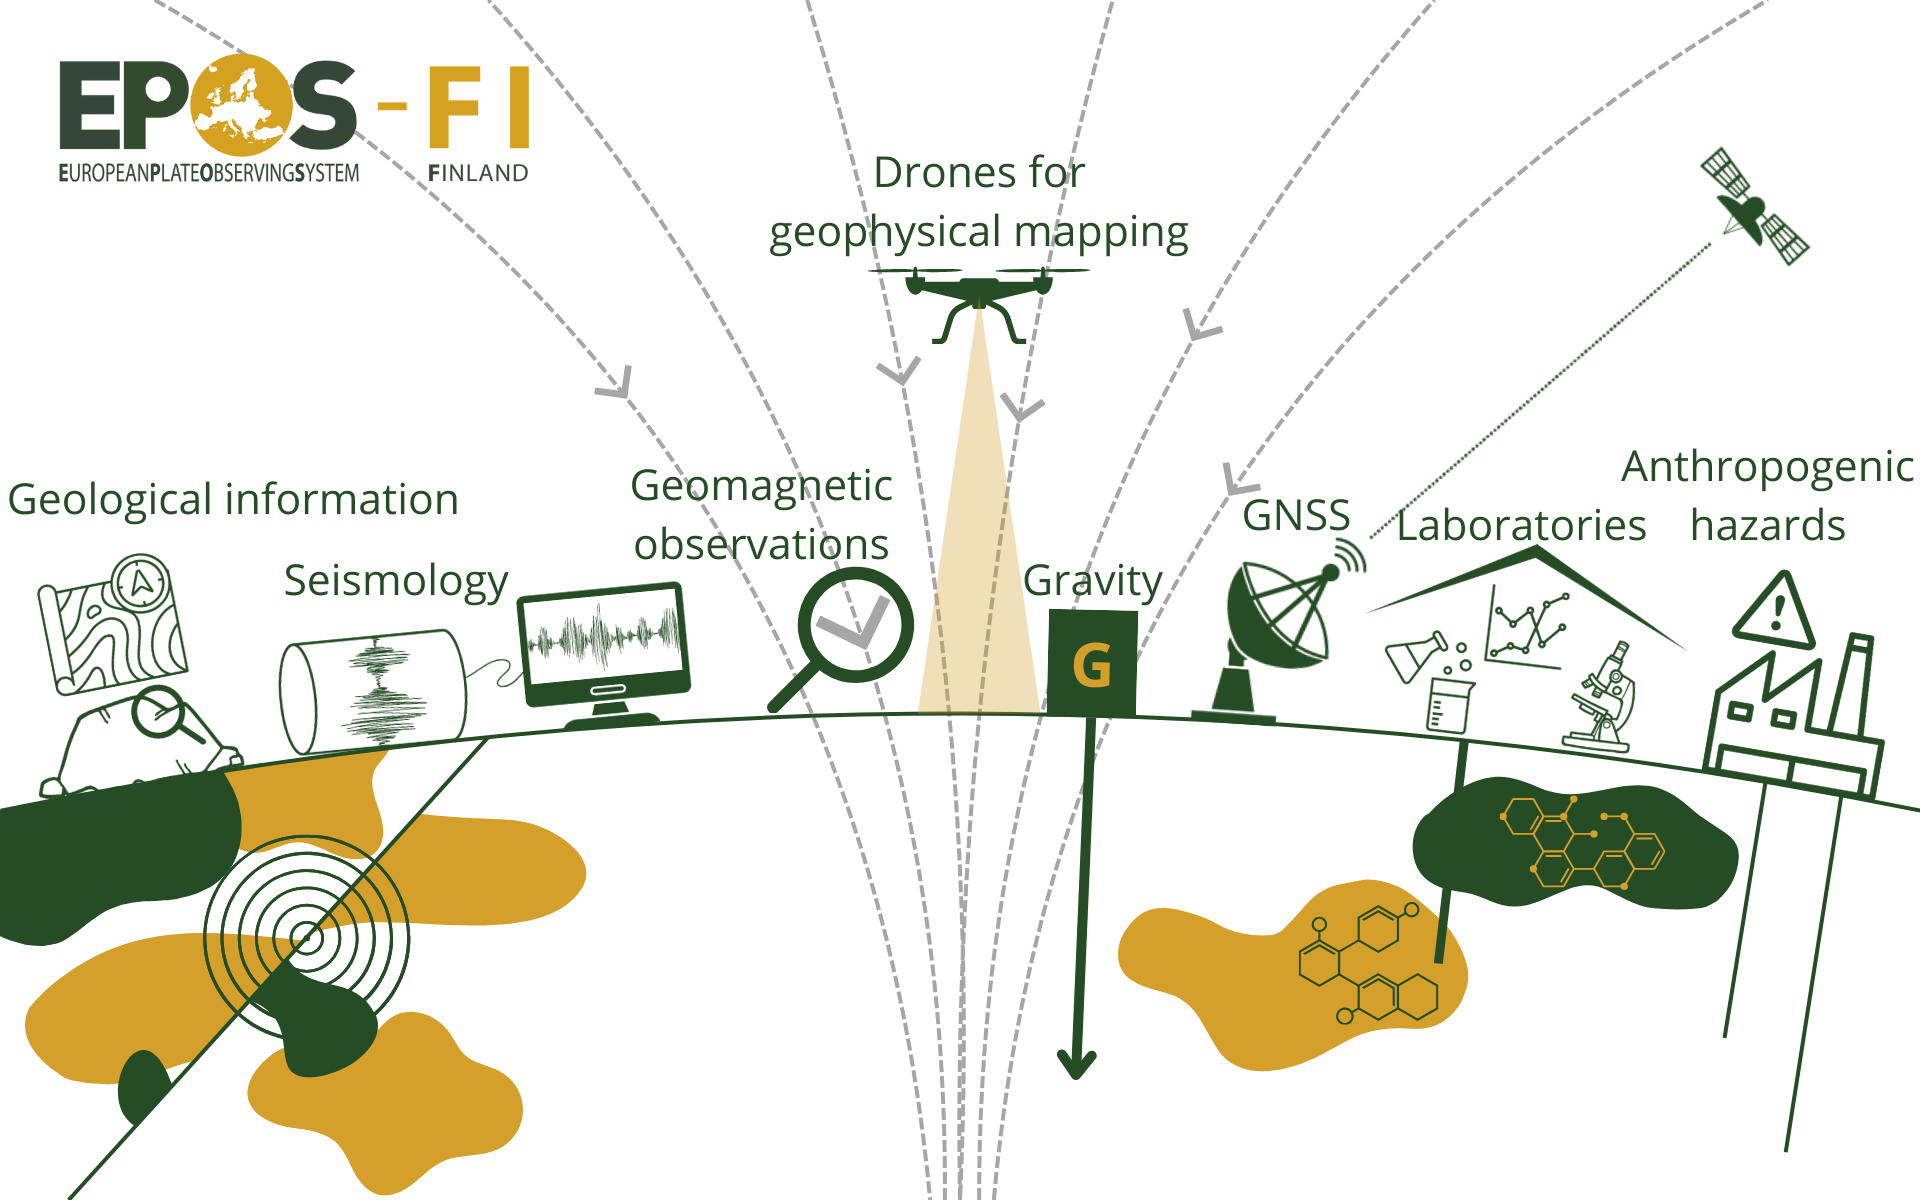 EPOS - FI
EUROPEANPLATEOBSERVINGSYSTEM FINLAND
Drones for
geophysical mapping
Geological information
Seismology
Geomagnetic
observations
Gravity
G
GNSS
Laboratories
Anthropogenic
hazards
!